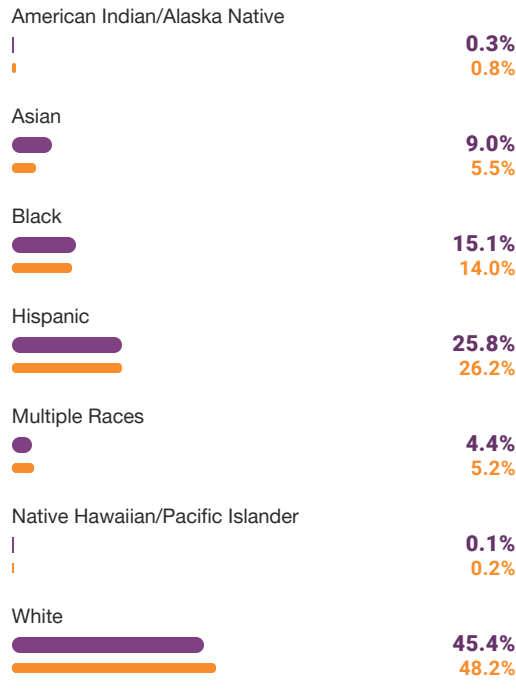 American Indian/Alaska Native
0.3%
0.8%
Asian
9.0%
5.5%
Black
15.1%
14.0%
Hispanic
25.8%
26.2%
Multiple Races
4.4%
5.2%
Native Hawaiian/Pacific Islander
0.1%
0.2%
White
45.4%
48.2%